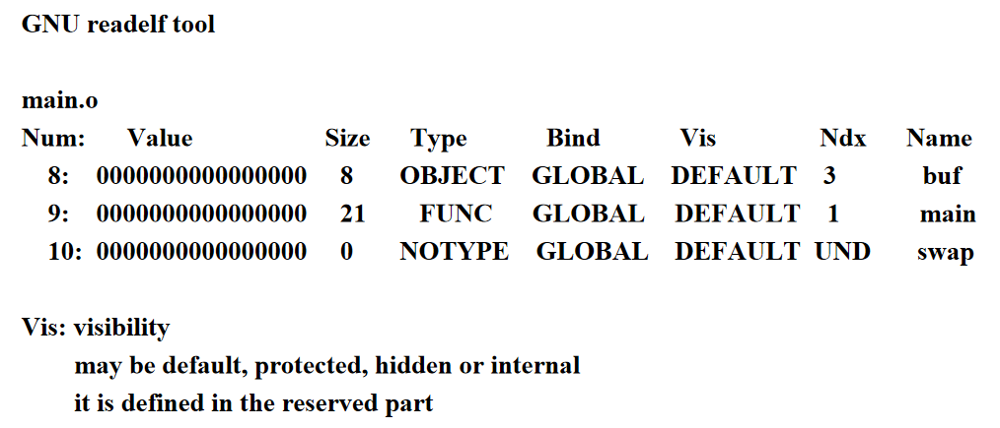 GNU readelf tool
main.o
Num: Value Size Type Bind Vis Ndx Name
8: 0000000000000000 8 OBJECT GLOBAL DEFAULT 3 buf
9: 0000000000000000 21 FUNC GLOBAL DEFAULT 1 main
10: 0000000000000000 0 NOTYPE GLOBAL DEFAULT UND swap
Vis: visibility
may be default, protected, hidden or internal
it is defined in the reserved part